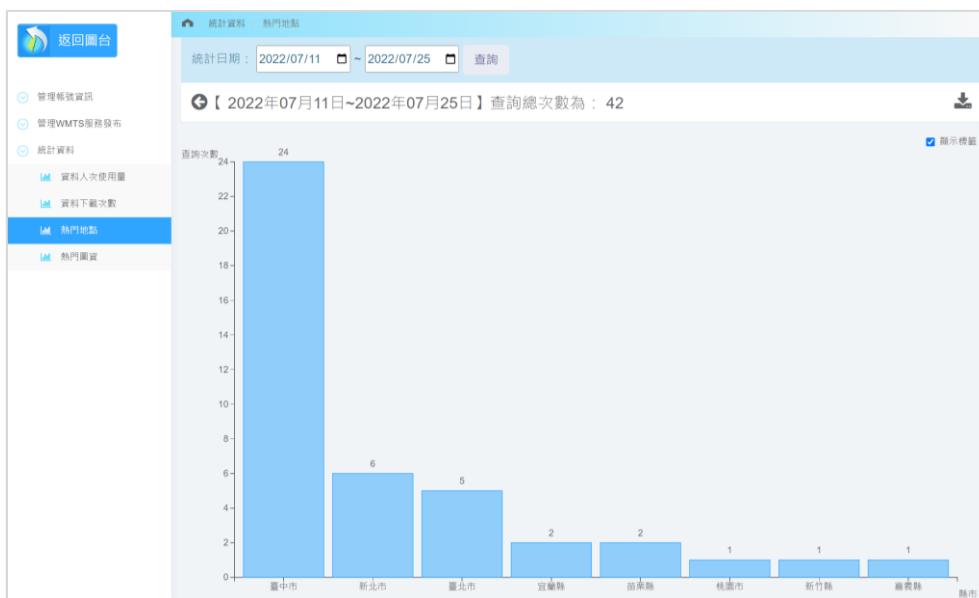 返回圖台
管理帳號資訊
管理WMTS服務發布
統計資料
資料人次使用量
資料下載次數
熱門地點
熱門圖資
統計資料 熱門地點
統計日期： 2022/07/11 ~ 2022/07/25 查詢
【 2022年07月11日~2022年07月25日】查詢總次數為： 42
顯示標籤
查詢次數
24
22
20
18
16
14
12
10
8
6
4
2
0
24
6
5
2
2
1
1
1
臺中市 新北市 臺北市 宜蘭縣 苗栗縣 桃園市 新竹縣 嘉義縣
縣市